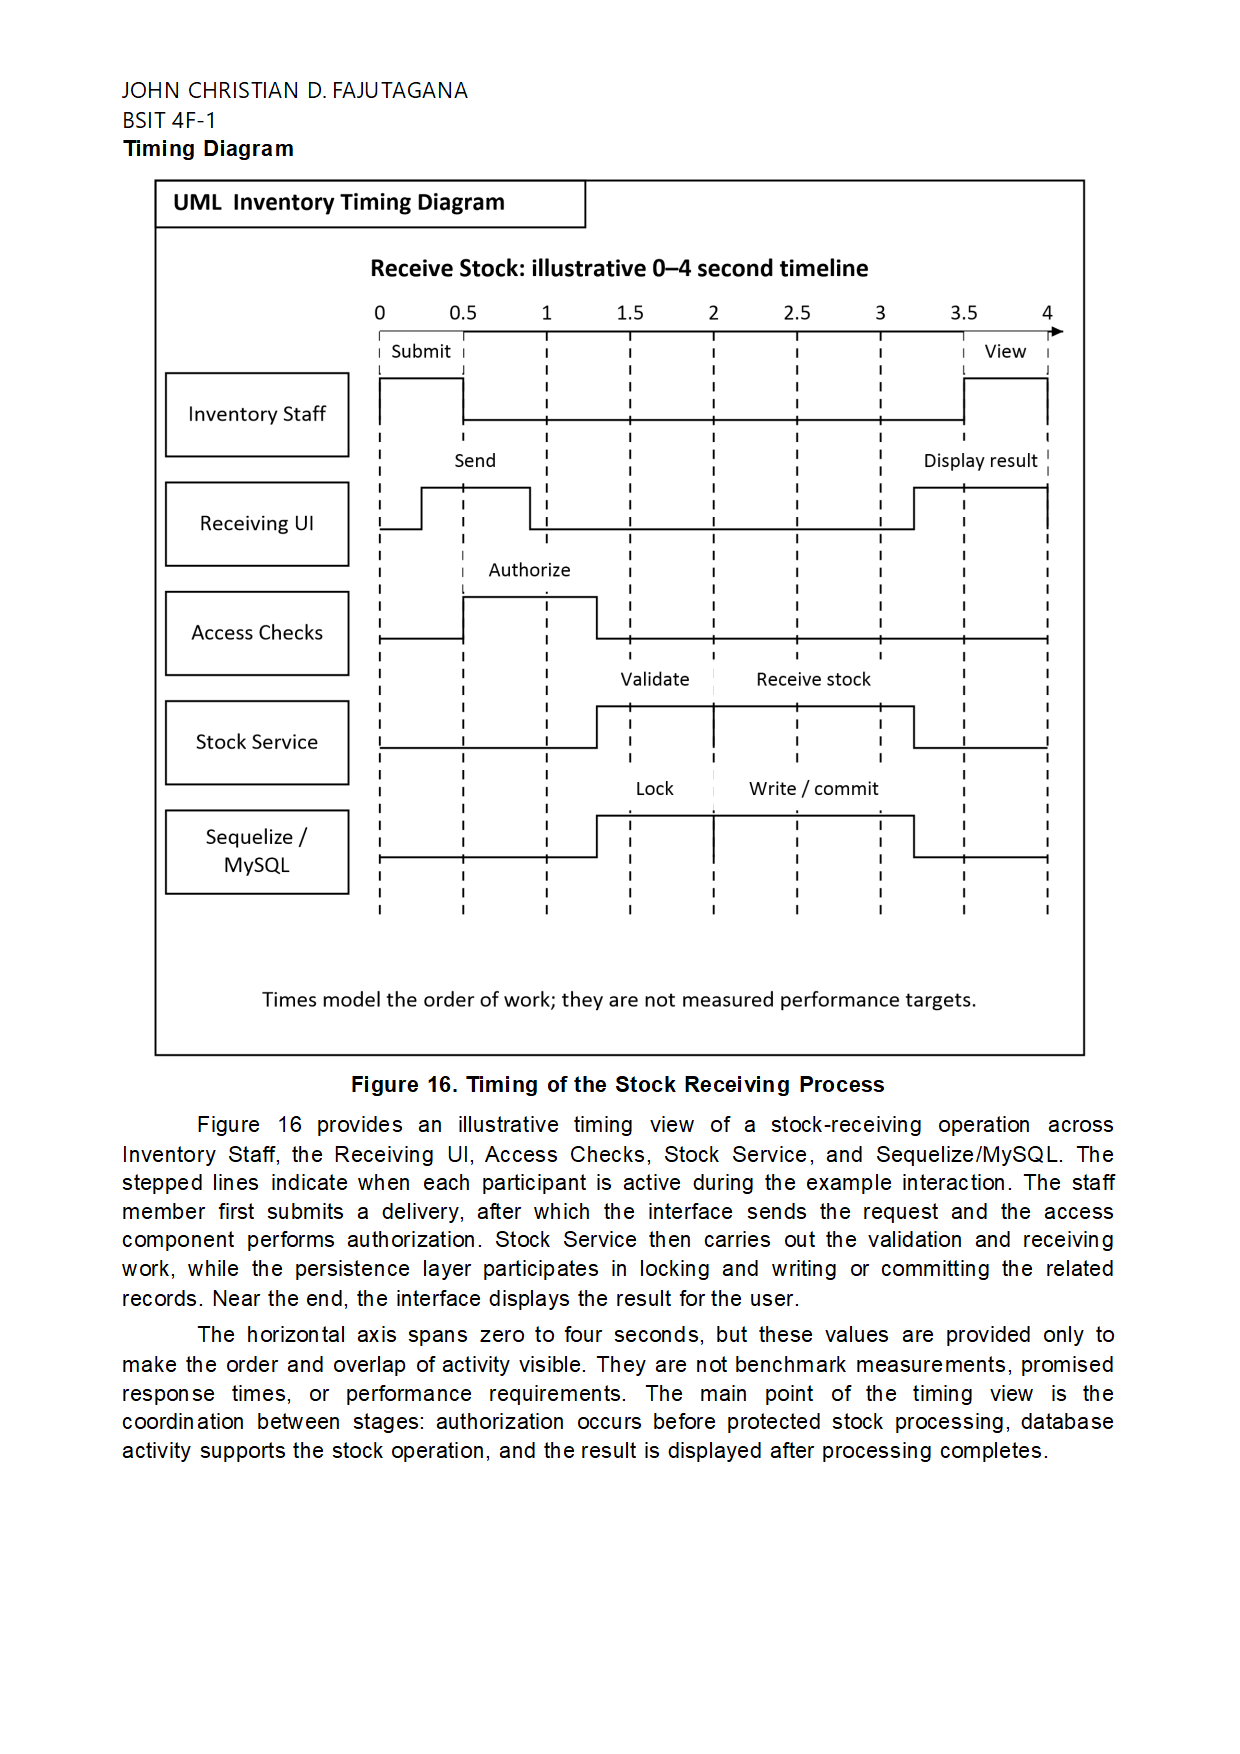 JOHN CHRISTIAN D. FAJUTAGANA
BSIT 4F-1
Timing Diagram
UML Inventory Timing Diagram
Receive Stock: illustrative 0–4 second timeline
0 0.5 1 1.5 2 2.5 3 3.5 4
Submit View
Inventory Staff
Send Display result
Receiving UI
Authorize
Access Checks
Validate Receive stock
Stock Service
Lock Write / commit
Sequelize /
MySQL
Times model the order of work; they are not measured performance targets.
Figure 16. Timing of the Stock Receiving Process
Figure 16 provides an illustrative timing view of a stock-receiving operation across
Inventory Staff, the Receiving UI, Access Checks, Stock Service, and Sequelize/MySQL. The
stepped lines indicate when each participant is active during the example interaction. The staff
member first submits a delivery, after which the interface sends the request and the access
component performs authorization. Stock Service then carries out the validation and receiving
work, while the persistence layer participates in locking and writing or committing the related
records. Near the end, the interface displays the result for the user.
The horizontal axis spans zero to four seconds, but these values are provided only to
make the order and overlap of activity visible. They are not benchmark measurements, promised
response times, or performance requirements. The main point of the timing view is the
coordination between stages: authorization occurs before protected stock processing, database
activity supports the stock operation, and the result is displayed after processing completes.